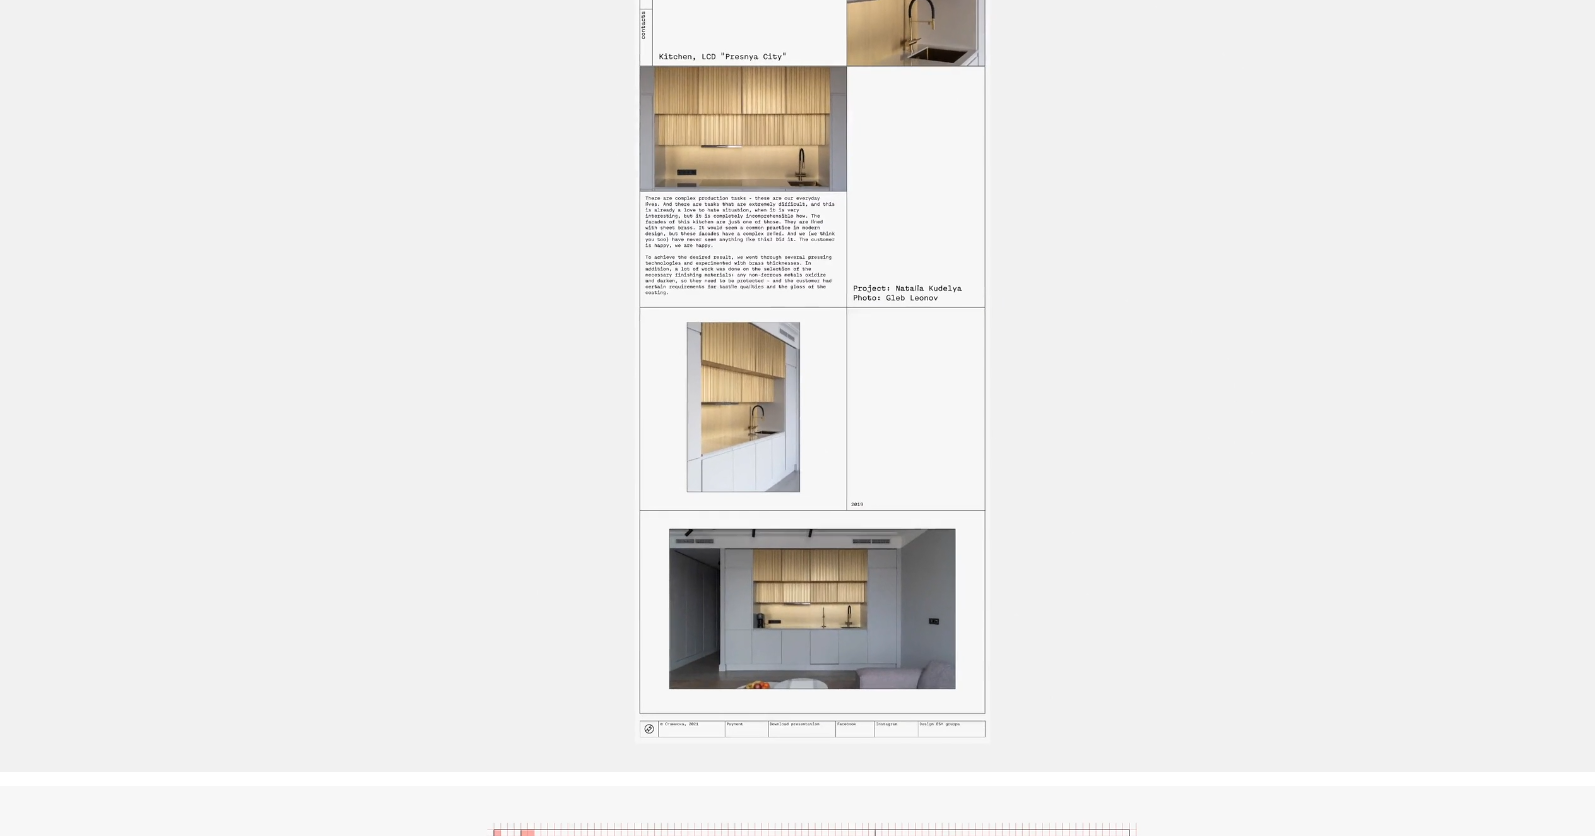 contacts
Kitchen, LCD "Presnya City"
There are complex production tasks - these are our everyday
lives. And there are tasks that are extremely difficult, and this
is already a love to hate situation, when it is very
interesting, but it is completely incomprehensible how. The
facades of this kitchen are just one of those. They are lined
with sheet brass. It would seem a common practice in modern
design, but these facades have a complex relief. And we (we think
you too) have never seen anything like this! Did it. The customer
is happy, we are happy.
To achieve the desired result, we went through several pressing
technologies and experimented with brass thicknesses. In
addition, a lot of work was done on the selection of the
necessary finishing materials: any non-ferrous metals oxidize
and darken, so they need to be protected - and the customer had
certain requirements for tactile qualities and the gloss of the
coating.
Project: Natalla Kudelya
Photo: Gleb Leonov
2019
2021
Payment
Download presentation
Facebook
Instagram
Design groupa